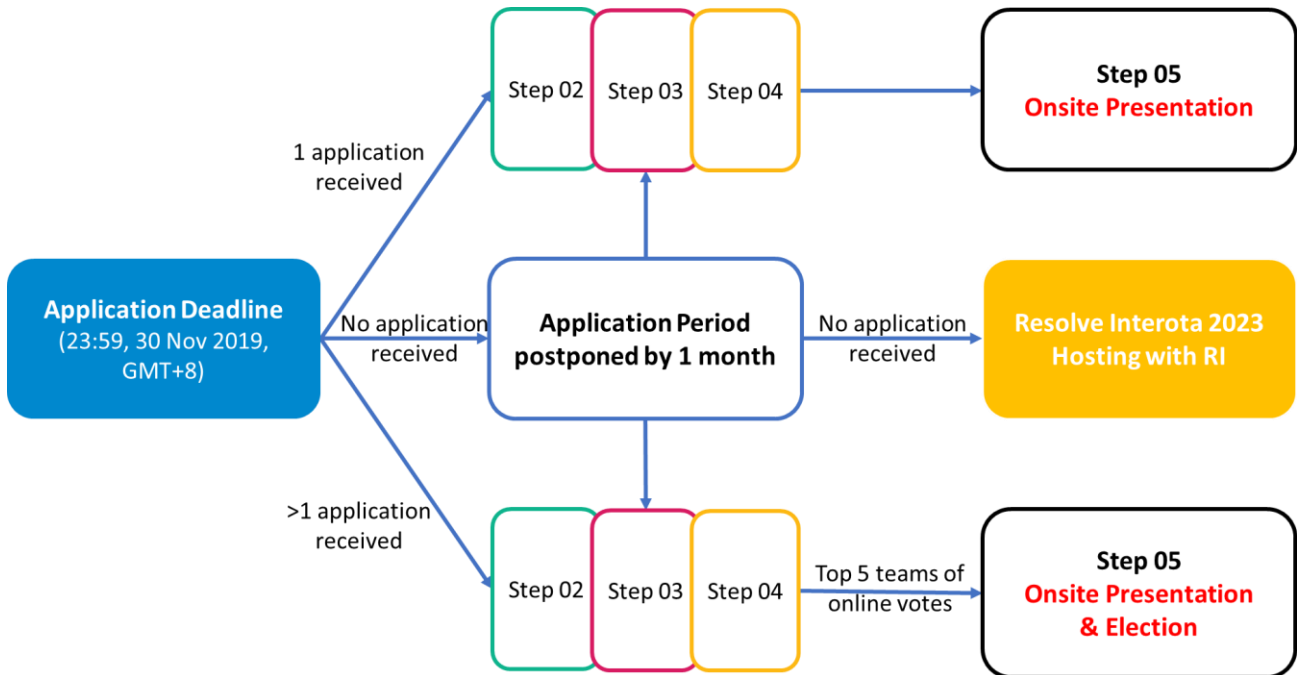 Step 02
Step 03
Step 04
Step 05
Onsite Presentation
1 application
received
Application Deadline
(23:59, 30 Nov 2019,
GMT+8)
No application
received
Application Period
postponed by 1 month
No application
received
Resolve Interota 2023
Hosting with RI
>1 application
received
Step 02
Step 03
Step 04
Top 5 teams of
online votes
Step 05
Onsite Presentation
& Election